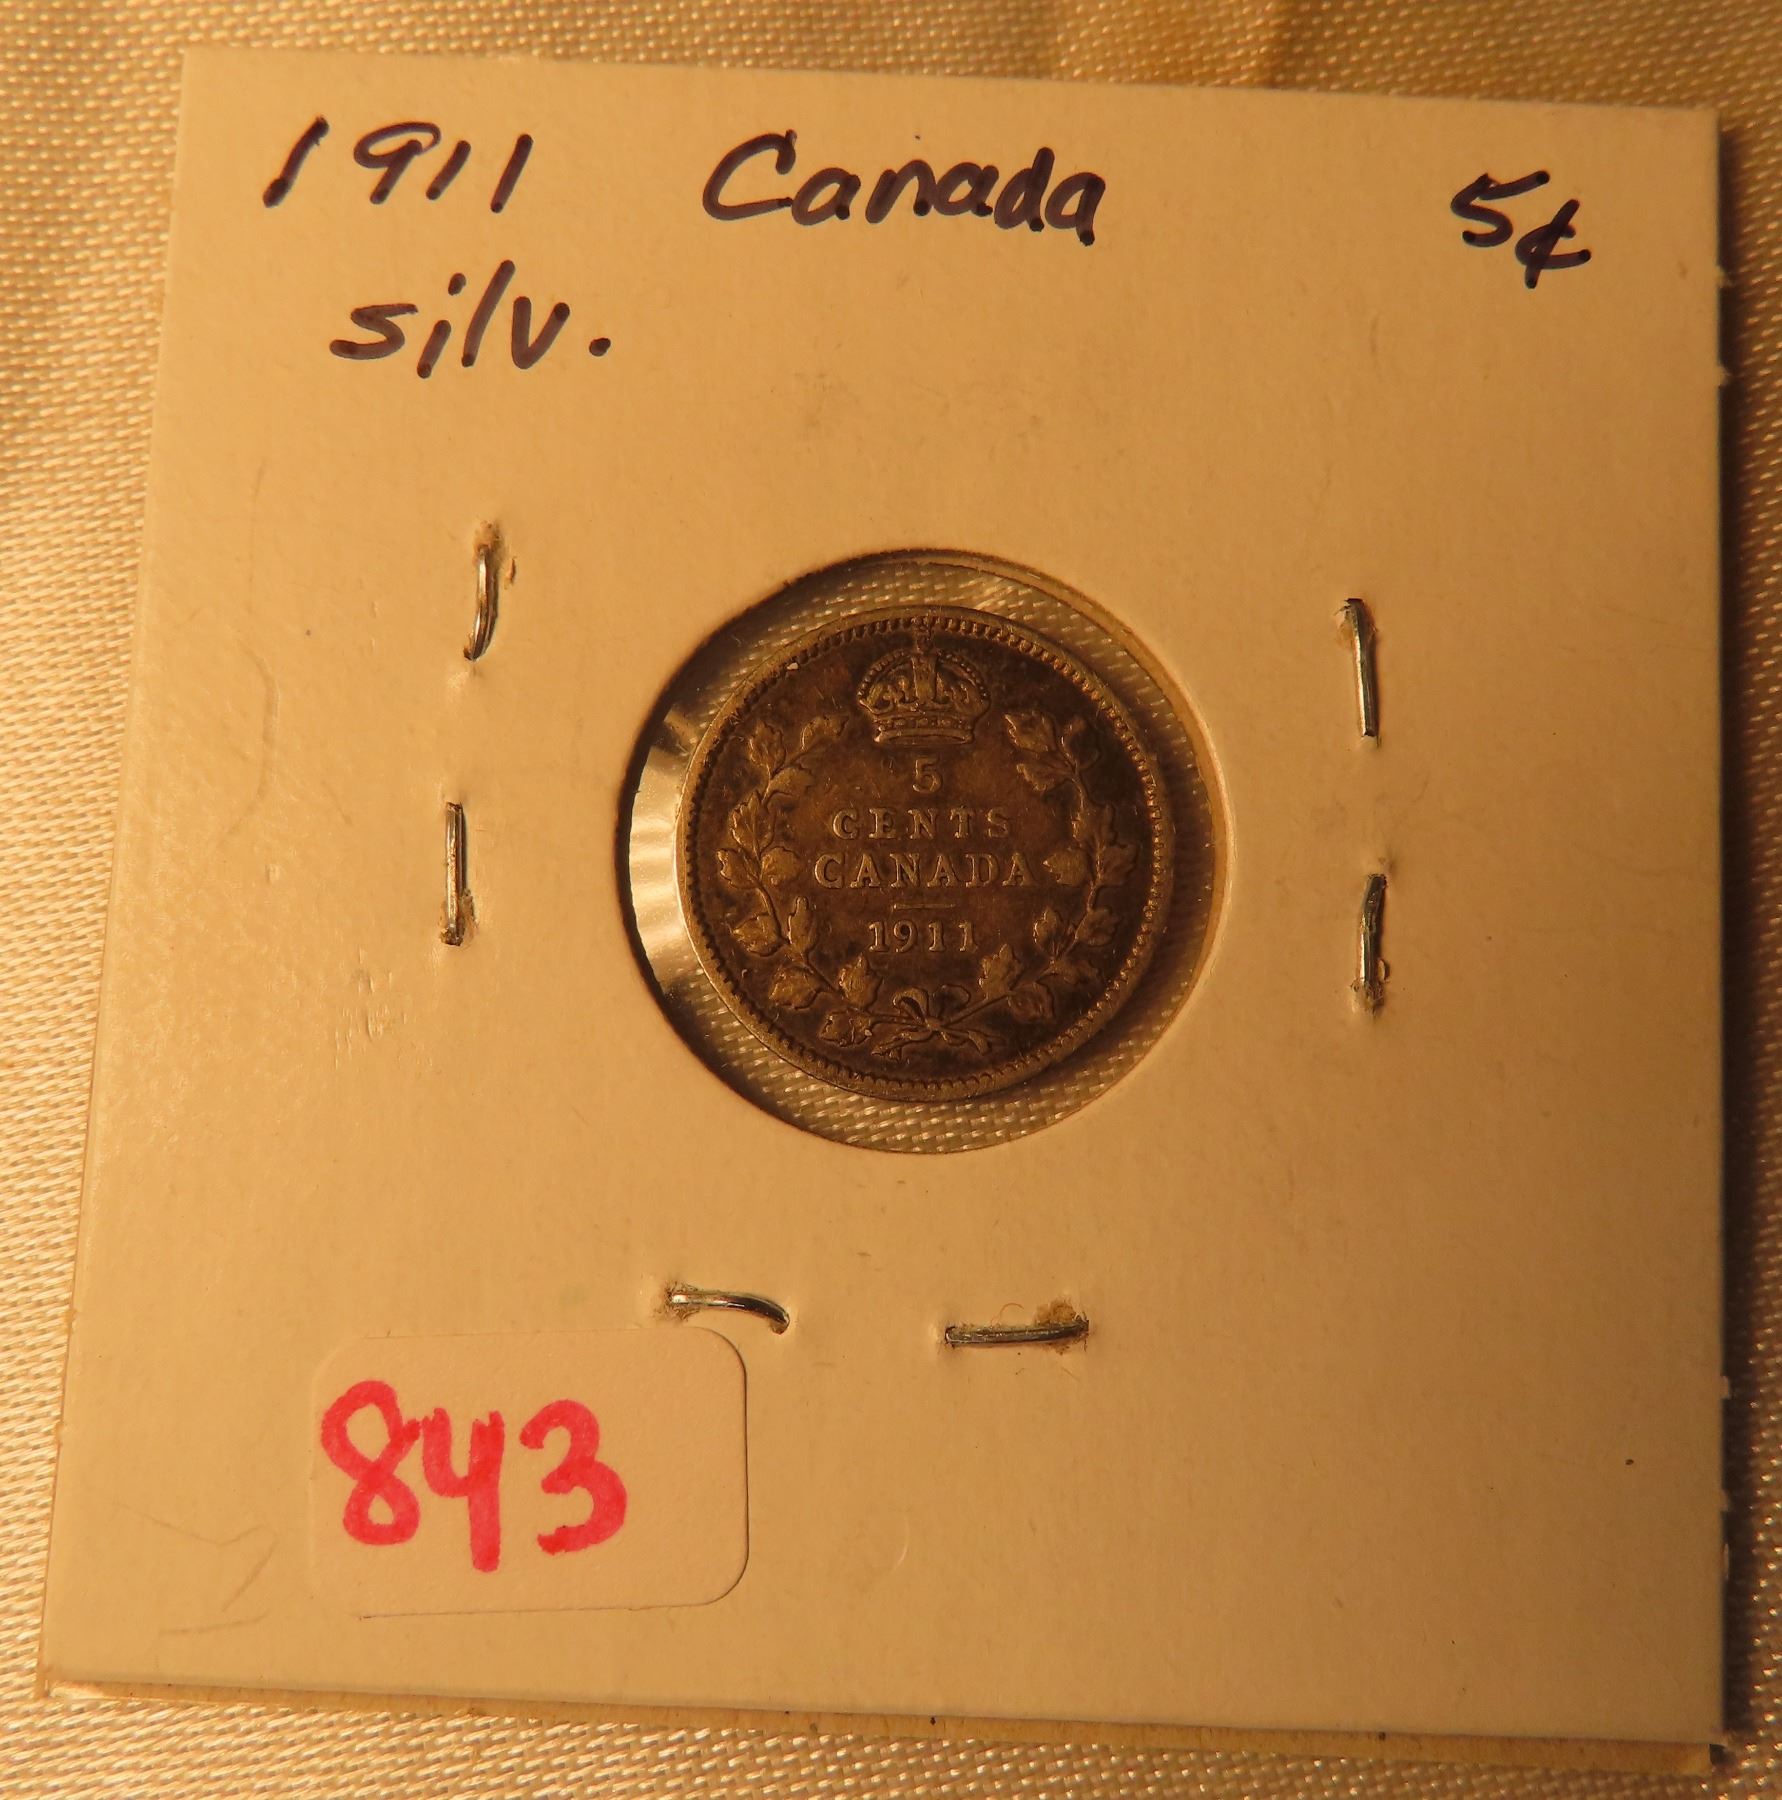 1911 Canada 5¢
silv.
5
CENTS
CANADA
1911
843